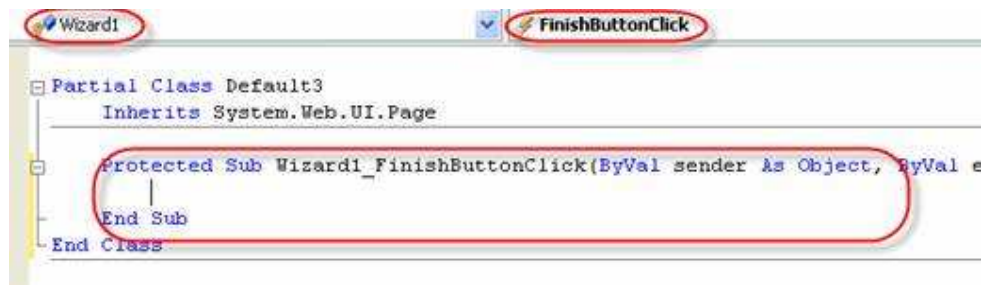 Wizard1 FinishButtonClick
Partial Class Default3
Inherits System.Web.UI.Page
Protected Sub Wizard1_FinishButtonClick(ByVal sender As Object, ByVal e
End Sub
End Class